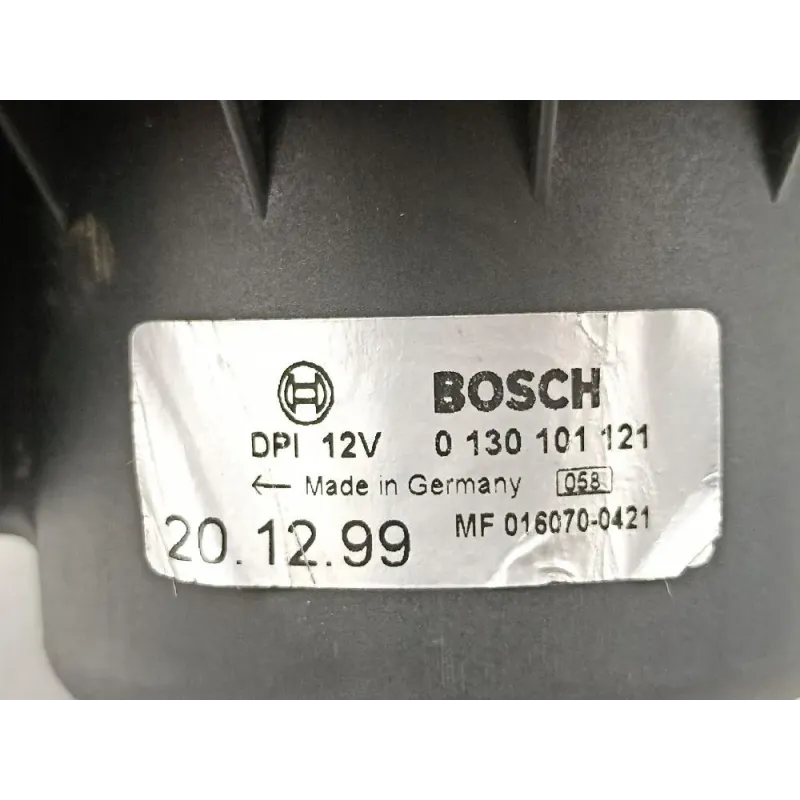 BOSCH
DPI 12V 0 130 101 121
← Made in Germany 058
20.12.99 MF 016070-0421